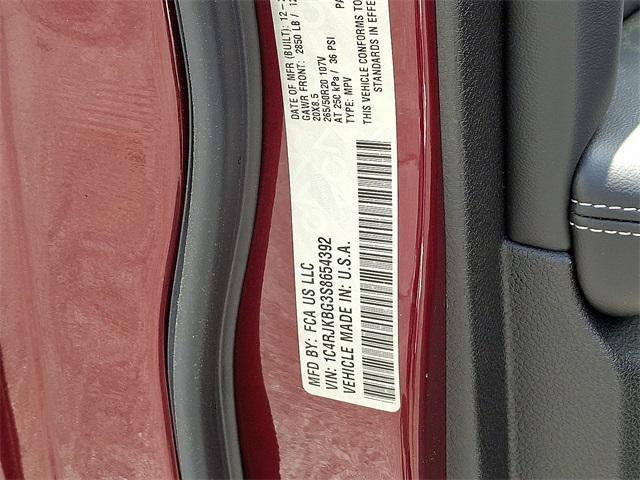 MFD BY: FCA US LLC
VIN: 1C4RJKBG3S8654392
VEHICLE MADE IN: U.S.A.
DATE OF MFR (BUILT): 12-
GAWR FRONT: 2850 LB /
20X8.5
265/50R20 107V
AT 250 kPa / 36 PSI
TYPE: MPV
THIS VEHICLE CONFORMS TO
STANDARDS IN EFFE